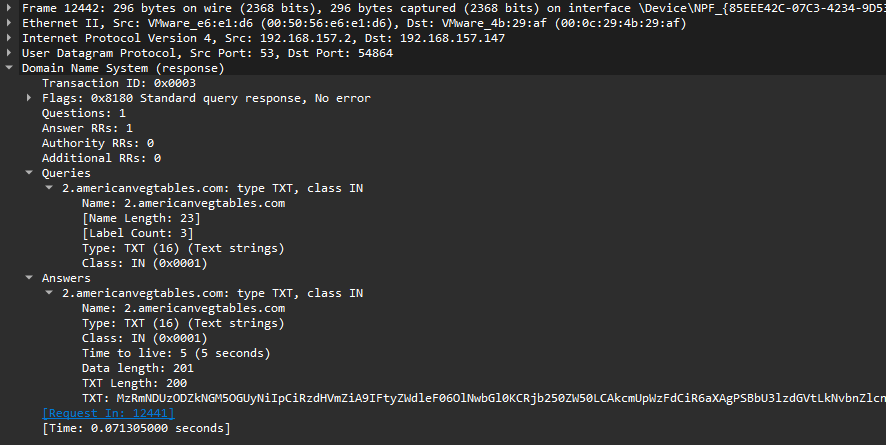 Frame 12442: 296 bytes on wire (2368 bits), 296 bytes captured (2368 bits) on interface \Device\NPF_{85EEE42C-07C3-4234-9D53
Ethernet II, Src: VMware_e6:e1:d6 (00:50:56:e6:e1:d6), Dst: VMware_4b:29:af (00:0c:29:4b:29:af)
Internet Protocol Version 4, Src: 192.168.157.2, Dst: 192.168.157.147
User Datagram Protocol, Src Port: 53, Dst Port: 54864
Domain Name System (response)
Transaction ID: 0x0003
Flags: 0x8180 Standard query response, No error
Questions: 1
Answer RRs: 1
Authority RRs: 0
Additional RRs: 0
Queries
2.americanvegtables.com: type TXT, class IN
Name: 2.americanvegtables.com
[Name Length: 23]
[Label Count: 3]
Type: TXT (16) (Text strings)
Class: IN (0x0001)
Answers
2.americanvegtables.com: type TXT, class IN
Name: 2.americanvegtables.com
Type: TXT (16) (Text strings)
Class: IN (0x0001)
Time to live: 5 (5 seconds)
Data length: 201
TXT Length: 200
TXT: MzRmNDUzODZkNGM5OGUyNiIpCiRzdHVmZiA9IFtyZWdleF06OlNwbGl0KCRjb250ZW50LCAkcmUpWzFdCiR6aXAgPSBbU3lzdGVtLkNvbnZlcn
[Request In: 12441]
[Time: 0.071305000 seconds]